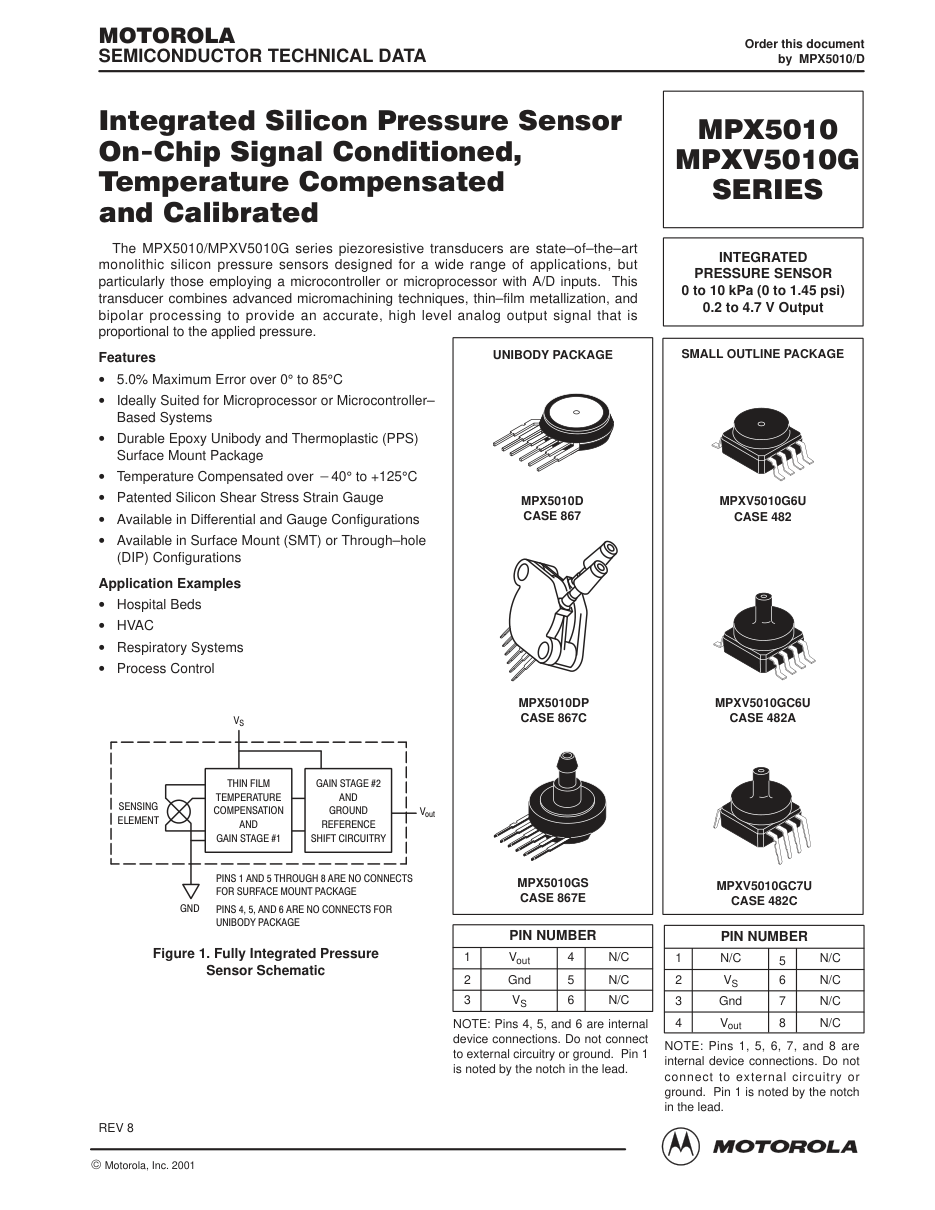 MOTOROLA
SEMICONDUCTOR TECHNICAL DATA
Order this document
by MPX5010/D
Integrated Silicon Pressure Sensor
On-Chip Signal Conditioned,
Temperature Compensated
and Calibrated
MPX5010
MPXV5010G
SERIES
The MPX5010/MPXV5010G series piezoresistive transducers are state–of–the–art
monolithic silicon pressure sensors designed for a wide range of applications, but
particularly those employing a microcontroller or microprocessor with A/D inputs. This
transducer combines advanced micromachining techniques, thin–film metallization, and
bipolar processing to provide an accurate, high level analog output signal that is
proportional to the applied pressure.
INTEGRATED
PRESSURE SENSOR
0 to 10 kPa (0 to 1.45 psi)
0.2 to 4.7 V Output
Features
• 5.0% Maximum Error over 0° to 85°C
• Ideally Suited for Microprocessor or Microcontroller–
Based Systems
• Durable Epoxy Unibody and Thermoplastic (PPS)
Surface Mount Package
• Temperature Compensated over −40° to +125°C
• Patented Silicon Shear Stress Strain Gauge
• Available in Differential and Gauge Configurations
• Available in Surface Mount (SMT) or Through–hole
(DIP) Configurations
Application Examples
• Hospital Beds
• HVAC
• Respiratory Systems
• Process Control
VS
SENSING
ELEMENT
THIN FILM
TEMPERATURE
COMPENSATION
AND
GAIN STAGE #1
GAIN STAGE #2
AND
GROUND
REFERENCE
SHIFT CIRCUITRY
Vout
GND
PINS 1 AND 5 THROUGH 8 ARE NO CONNECTS
FOR SURFACE MOUNT PACKAGE
PINS 4, 5, AND 6 ARE NO CONNECTS FOR
UNIBODY PACKAGE
Figure 1. Fully Integrated Pressure
Sensor Schematic
UNIBODY PACKAGE
MPX5010D
CASE 867
MPX5010DP
CASE 867C
MPX5010GS
CASE 867E
SMALL OUTLINE PACKAGE
MPXV5010G6U
CASE 482
MPXV5010GC6U
CASE 482A
MPXV5010GC7U
CASE 482C
PIN NUMBER
1 Vout 4 N/C
2 Gnd 5 N/C
3 VS 6 N/C
NOTE: Pins 4, 5, and 6 are internal
device connections. Do not connect
to external circuitry or ground. Pin 1
is noted by the notch in the lead.
PIN NUMBER
1 N/C 5 N/C
2 VS 6 N/C
3 Gnd 7 N/C
4 Vout 8 N/C
NOTE: Pins 1, 5, 6, 7, and 8 are
internal device connections. Do not
connect to external circuitry or
ground. Pin 1 is noted by the notch
in the lead.
REV 8
MOTOROLA
© Motorola, Inc. 2001